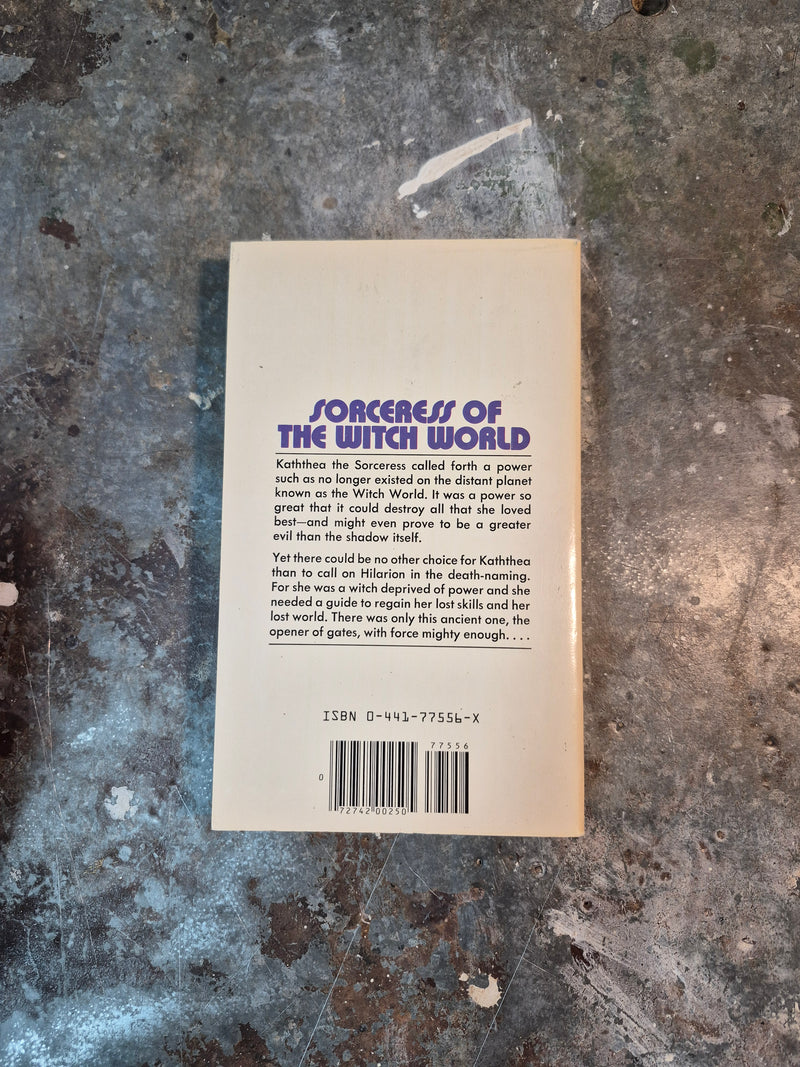 SORCERESS OF
THE WITCH WORLD
Kaththea the Sorceress called forth a power
such as no longer existed on the distant planet
known as the Witch World. It was a power so
great that it could destroy all that she loved
best—and might even prove to be a greater
evil than the shadow itself.
Yet there could be no other choice for Kaththea
than to call on Hilarion in the death-naming.
For she was a witch deprived of power and she
needed a guide to regain her lost skills and her
lost world. There was only this ancient one, the
opener of gates, with force mighty enough. . . .
ISBN 0-441-77556-X
77556
0
72742 00250